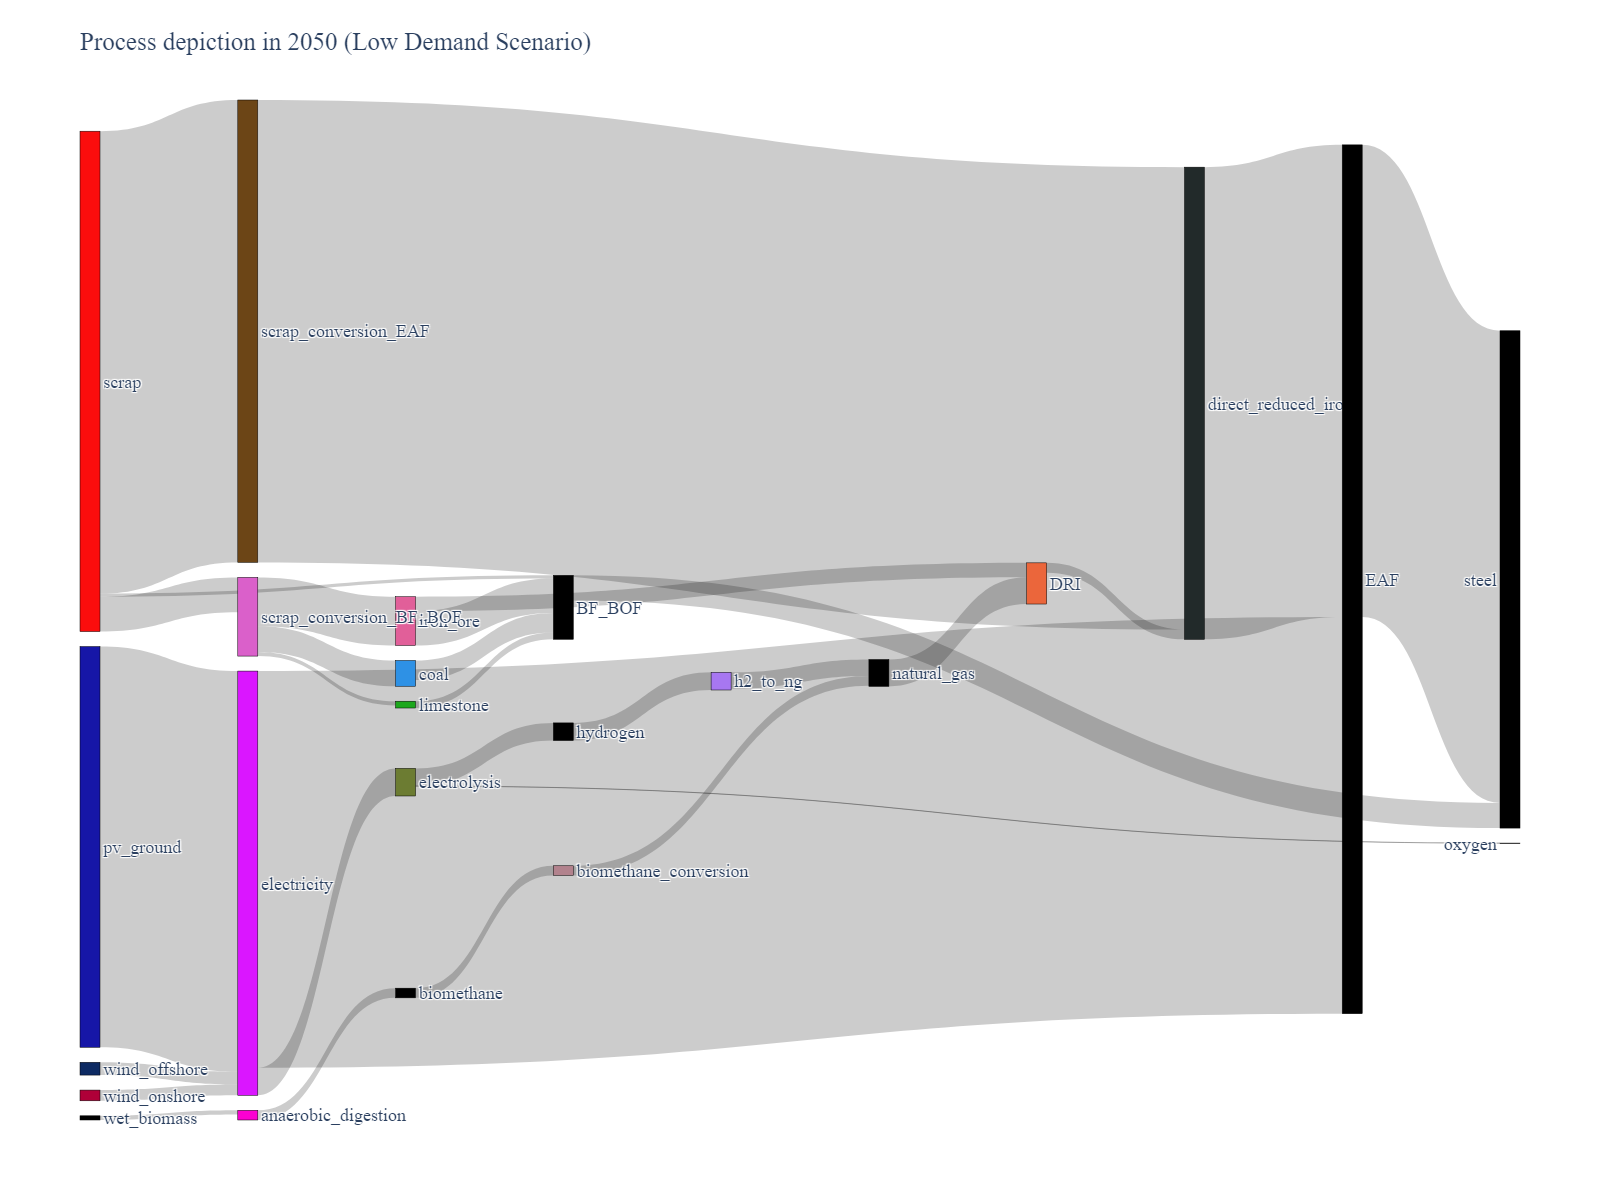 Process depiction in 2050 (Low Demand Scenario)
scrap_conversion_EAF
scrap
direct_reduced_iro
EAF
steel
DRI
BF_BOF
scrap_conversion_BF_BOF
iron_ore
coal
natural_gas
h2_to_ng
limestone
hydrogen
electrolysis
pv_ground
oxygen
biomethane_conversion
electricity
biomethane
wind_offshore
wind_onshore
wet_biomass
anaerobic_digestion